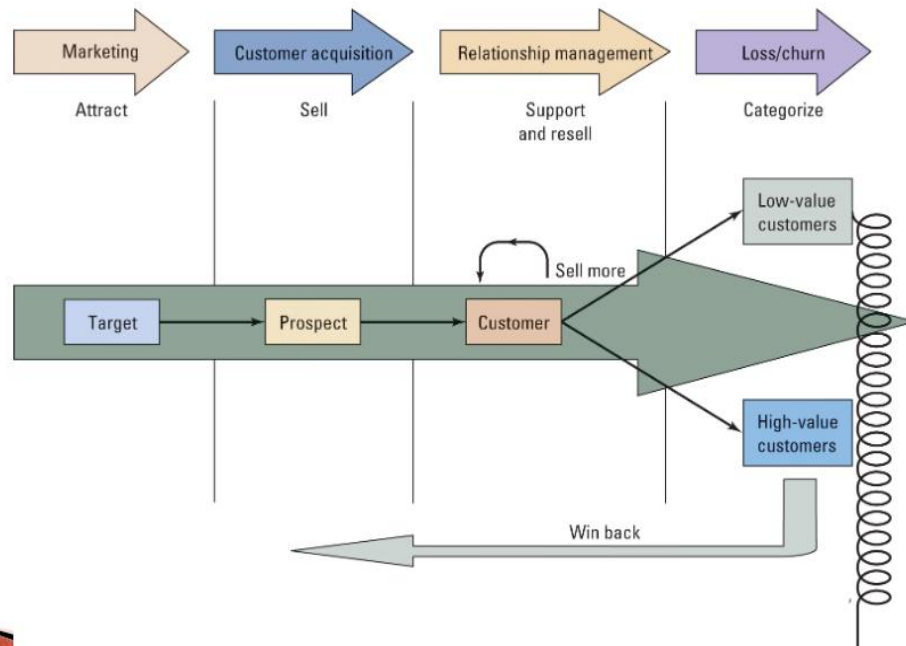 Marketing
Customer acquisition
Relationship management
Loss/churn
Attract
Sell
Support
and resell
Categorize
Low-value
customers
Sell more
Target
Prospect
Customer
High-value
customers
Win back